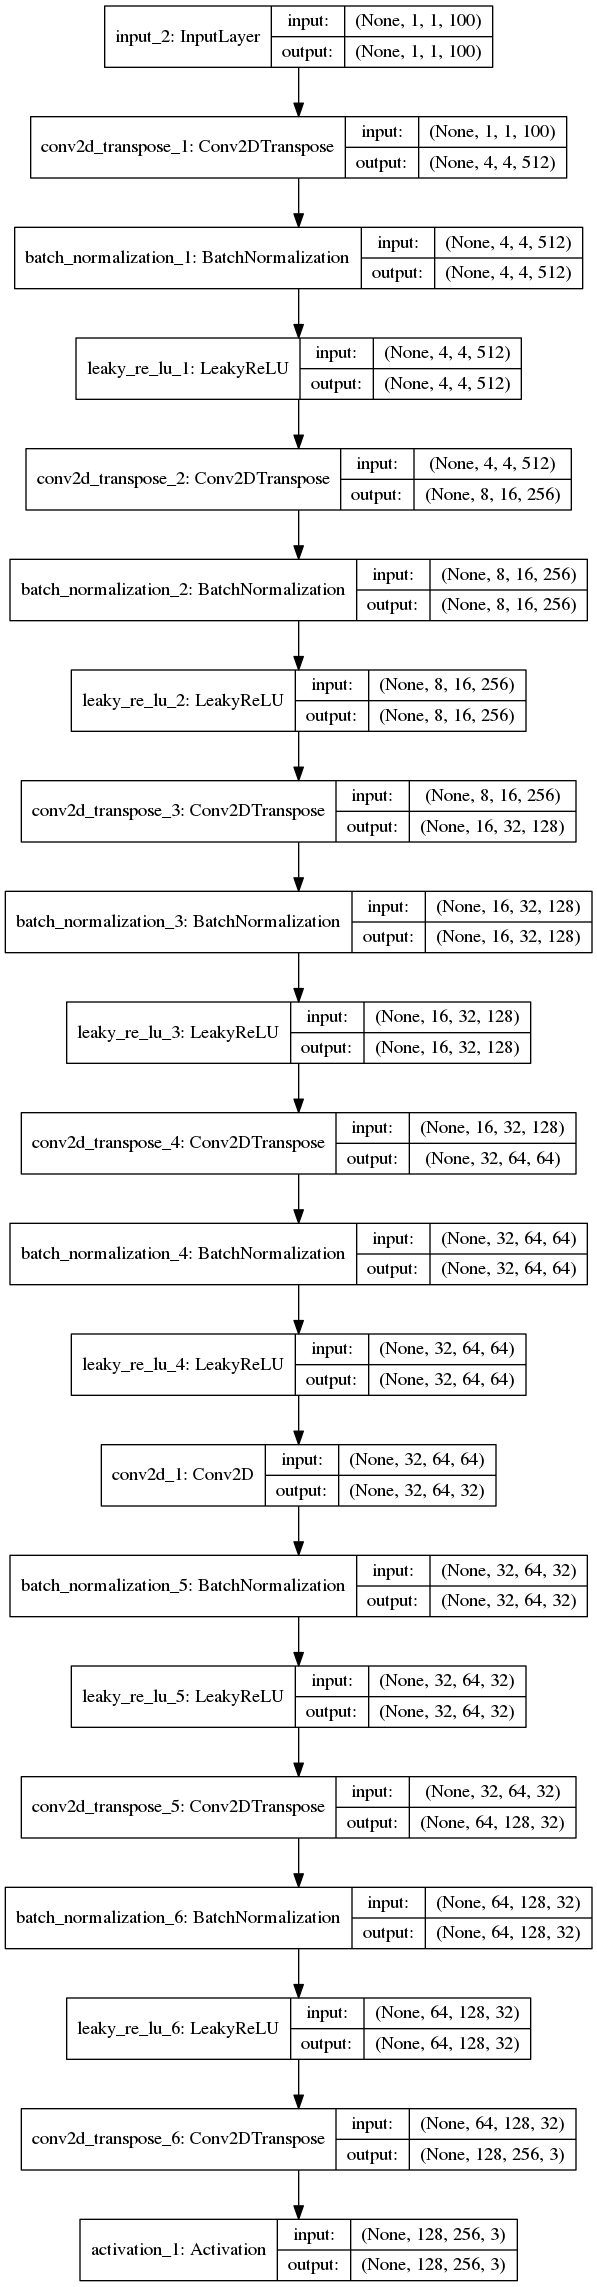 input_2: InputLayer
input: (None, 1, 1, 100)
output: (None, 1, 1, 100)
conv2d_transpose_1: Conv2DTranspose
input: (None, 1, 1, 100)
output: (None, 4, 4, 512)
batch_normalization_1: BatchNormalization
input: (None, 4, 4, 512)
output: (None, 4, 4, 512)
leaky_re_lu_1: LeakyReLU
input: (None, 4, 4, 512)
output: (None, 4, 4, 512)
conv2d_transpose_2: Conv2DTranspose
input: (None, 4, 4, 512)
output: (None, 8, 16, 256)
batch_normalization_2: BatchNormalization
input: (None, 8, 16, 256)
output: (None, 8, 16, 256)
leaky_re_lu_2: LeakyReLU
input: (None, 8, 16, 256)
output: (None, 8, 16, 256)
conv2d_transpose_3: Conv2DTranspose
input: (None, 8, 16, 256)
output: (None, 16, 32, 128)
batch_normalization_3: BatchNormalization
input: (None, 16, 32, 128)
output: (None, 16, 32, 128)
leaky_re_lu_3: LeakyReLU
input: (None, 16, 32, 128)
output: (None, 16, 32, 128)
conv2d_transpose_4: Conv2DTranspose
input: (None, 16, 32, 128)
output: (None, 32, 64, 64)
batch_normalization_4: BatchNormalization
input: (None, 32, 64, 64)
output: (None, 32, 64, 64)
leaky_re_lu_4: LeakyReLU
input: (None, 32, 64, 64)
output: (None, 32, 64, 64)
conv2d_1: Conv2D
input: (None, 32, 64, 64)
output: (None, 32, 64, 32)
batch_normalization_5: BatchNormalization
input: (None, 32, 64, 32)
output: (None, 32, 64, 32)
leaky_re_lu_5: LeakyReLU
input: (None, 32, 64, 32)
output: (None, 32, 64, 32)
conv2d_transpose_5: Conv2DTranspose
input: (None, 32, 64, 32)
output: (None, 64, 128, 32)
batch_normalization_6: BatchNormalization
input: (None, 64, 128, 32)
output: (None, 64, 128, 32)
leaky_re_lu_6: LeakyReLU
input: (None, 64, 128, 32)
output: (None, 64, 128, 32)
conv2d_transpose_6: Conv2DTranspose
input: (None, 64, 128, 32)
output: (None, 128, 256, 3)
activation_1: Activation
input: (None, 128, 256, 3)
output: (None, 128, 256, 3)